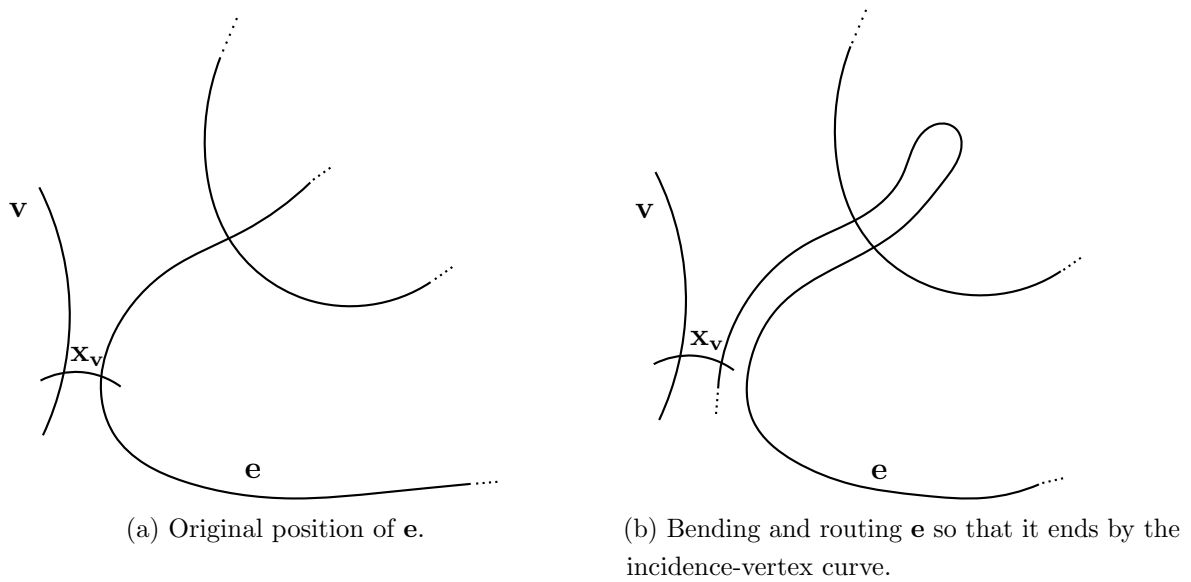 v
x_v
e
(a) Original position of e.
v
x_v
e
(b) Bending and routing e so that it ends by the
incidence-vertex curve.